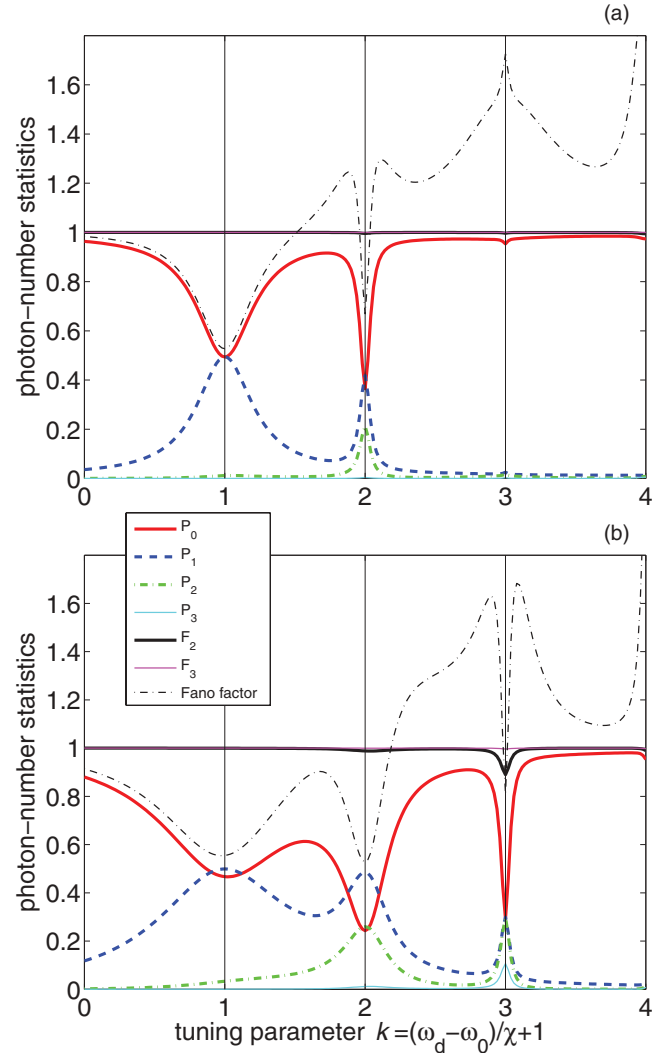 (a)
photon−number statistics
1.6
1.4
1.2
1
0.8
0.6
0.4
0.2
0
0 1 2 3 4
(b)
P0
P1
P2
P3
F2
F3
Fano factor
photon−number statistics
1.6
1.4
1.2
1
0.8
0.6
0.4
0.2
0
0 1 2 3 4
tuning parameter k=(ωd−ω0)/χ+1